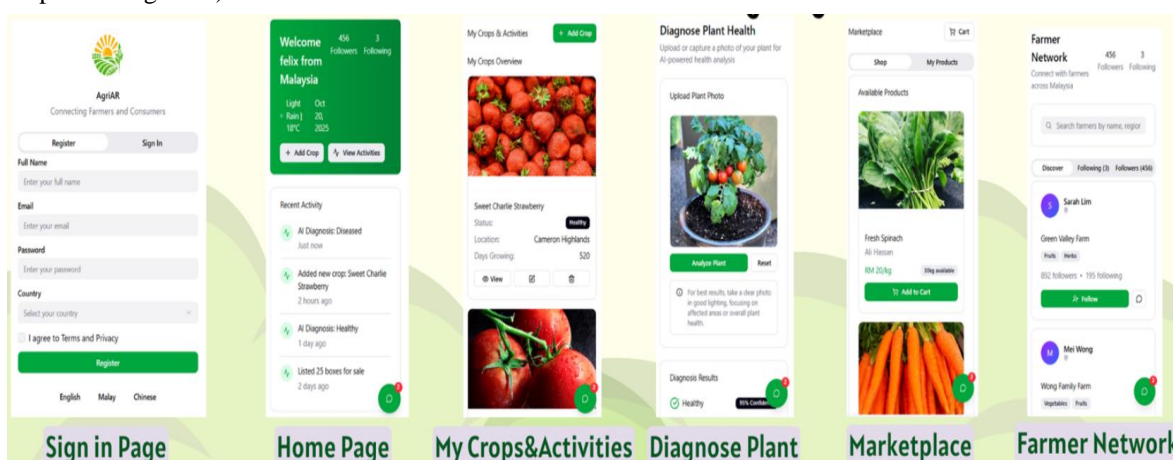 AgriAR
Connecting Farmers and Consumers
Register
Sign In
Full Name
Enter your full name
Email
Enter your email
Password
Enter your password
Country
Select your country
I agree to Terms and Privacy
Register
English Malay Chinese
Sign in Page
Welcome
felix from
Malaysia
456
Followers
3
Following
Light
Rain |
18°C
Oct
20,
2025
+ Add Crop
View Activities
Recent Activity
AI Diagnosis: Diseased
Just now
Added new crop: Sweet Charlie
Strawberry
2 hours ago
AI Diagnosis: Healthy
1 day ago
Listed 25 boxes for sale
2 days ago
Home Page
My Crops & Activities
+ Add Crop
My Crops Overview
Sweet Charlie Strawberry
Status: Healthy
Location: Cameron Highlands
Days Growing: 520
View
My Crops&Activities
Diagnose Plant Health
Upload or capture a photo of your plant for
AI-powered health analysis
Upload Plant Photo
Analyze Plant
Reset
For best results, take a clear photo
in good lighting, focusing on
affected areas or overall plant
health.
Diagnosis Results
Healthy
Diagnose Plant
Marketplace
Cart
Shop
My Products
Available Products
Fresh Spinach
Ali Hassan
RM 20/kg
Add to Cart
Marketplace
Farmer
Network
Connect with farmers
across Malaysia
456
Followers
3
Following
Search farmers by name, region
Discover
Following (3)
Followers (456)
S
Sarah Lim
Green Valley Farm
Fruits Herbs
892 followers • 195 following
Follow
M
Mei Wong
Wong Family Farm
Vegetables Fruits
Farmer Network